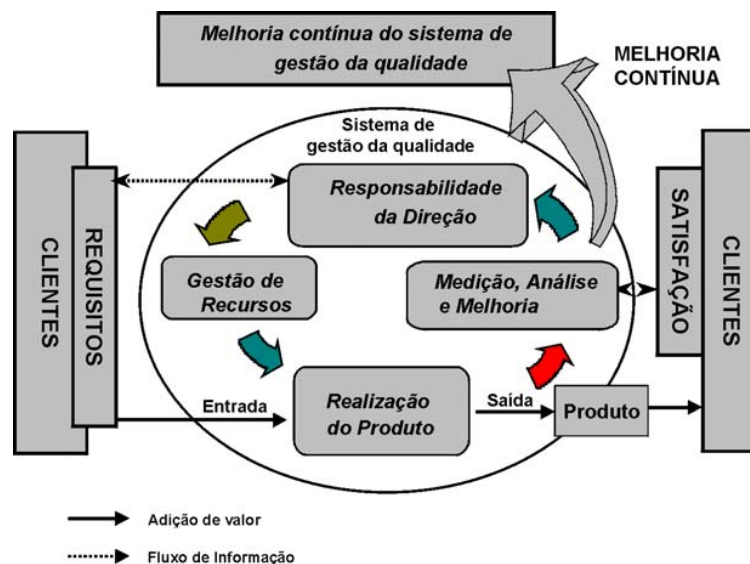 Melhoria contínua do sistema de
gestão da qualidade
MELHORIA
CONTÍNUA
Sistema de
gestão da qualidade
CLIENTES
REQUISITOS
Responsabilidade
da Direção
SATISFAÇÃO
CLIENTES
Gestão de
Recursos
Medição, Análise
e Melhoria
Entrada
Realização
do Produto
Saída
Produto
Adição de valor
Fluxo de Informação